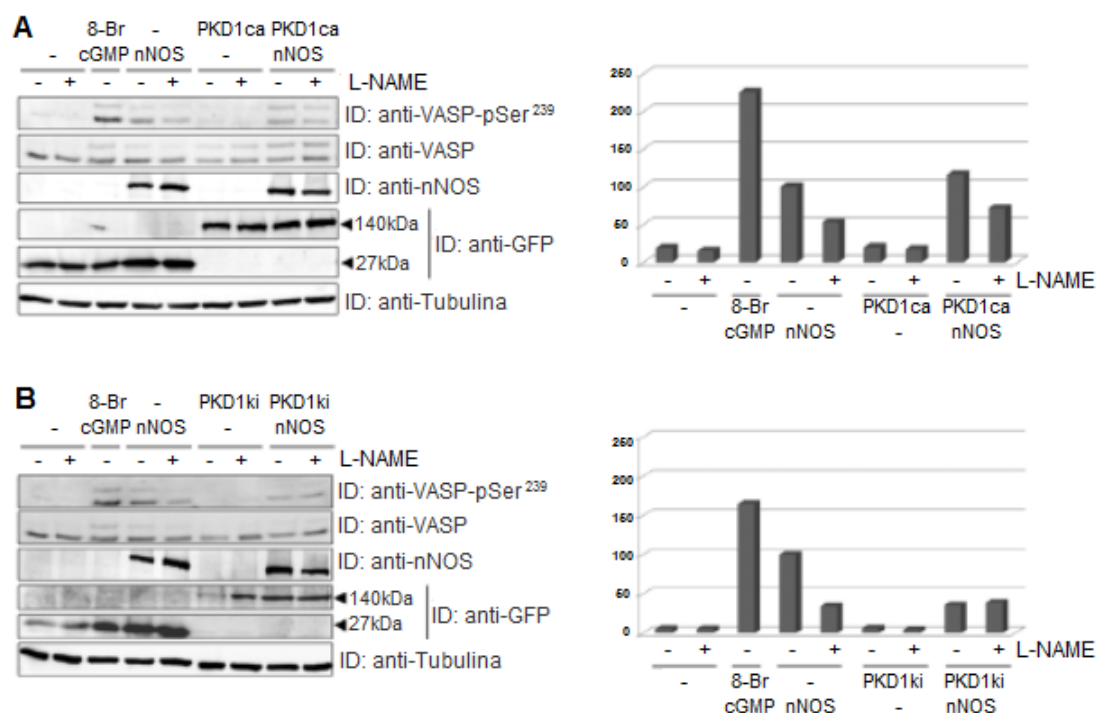 A
8-Br - PKD1ca PKD1ca
- cGMP nNOS - nNOS
- + - - + - + - + L-NAME
ID: anti-VASP-pSer239
ID: anti-VASP
ID: anti-nNOS
140kDa
ID: anti-GFP
27kDa
ID: anti-Tubulina
250
200
150
100
50
0
- + - - + - + - + L-NAME
- 8-Br - PKD1ca PKD1ca
cGMP nNOS - nNOS
B
8-Br - PKD1ki PKD1ki
- cGMP nNOS - nNOS
- + - - + - + - + L-NAME
ID: anti-VASP-pSer239
ID: anti-VASP
ID: anti-nNOS
140kDa
ID: anti-GFP
27kDa
ID: anti-Tubulina
250
200
150
100
50
0
- + - - + - + - + L-NAME
- 8-Br - PKD1ki PKD1ki
cGMP nNOS - nNOS